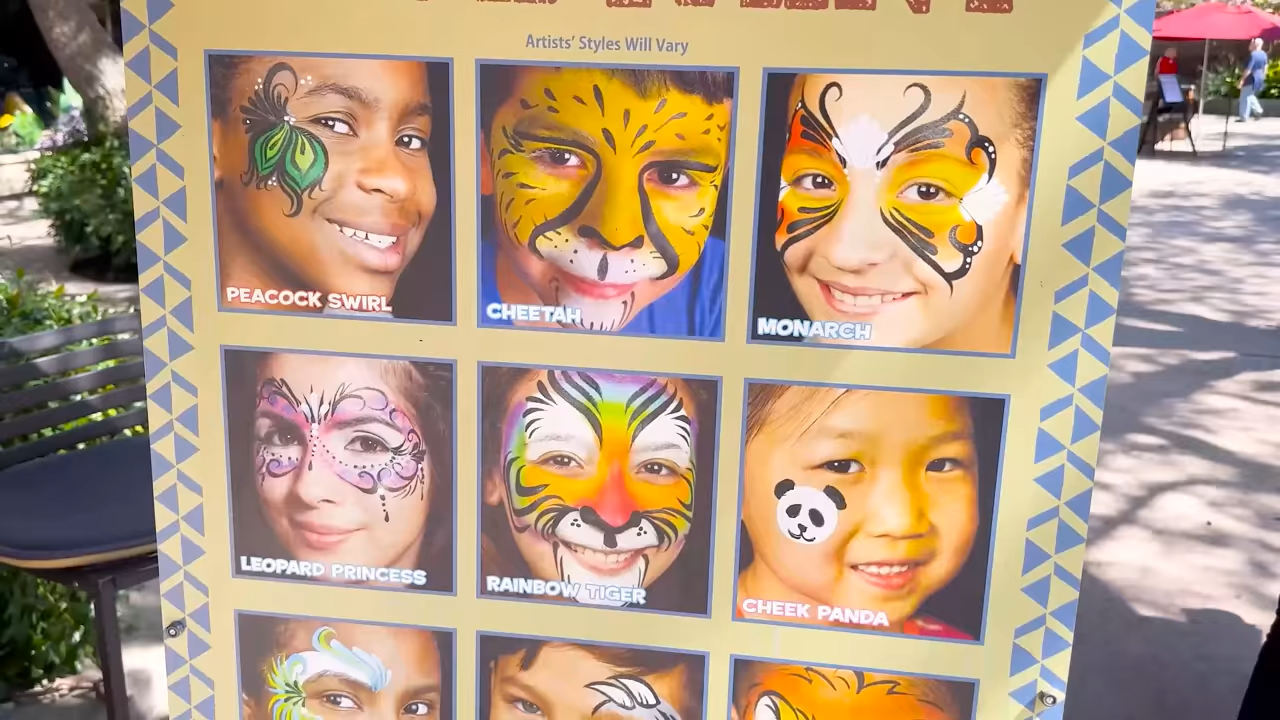 Artists' Styles Will Vary
PEACOCK SWIRL
CHEETAH
MONARCH
LEOPARD PRINCESS
RAINBOW TIGER
CHEEK PANDA